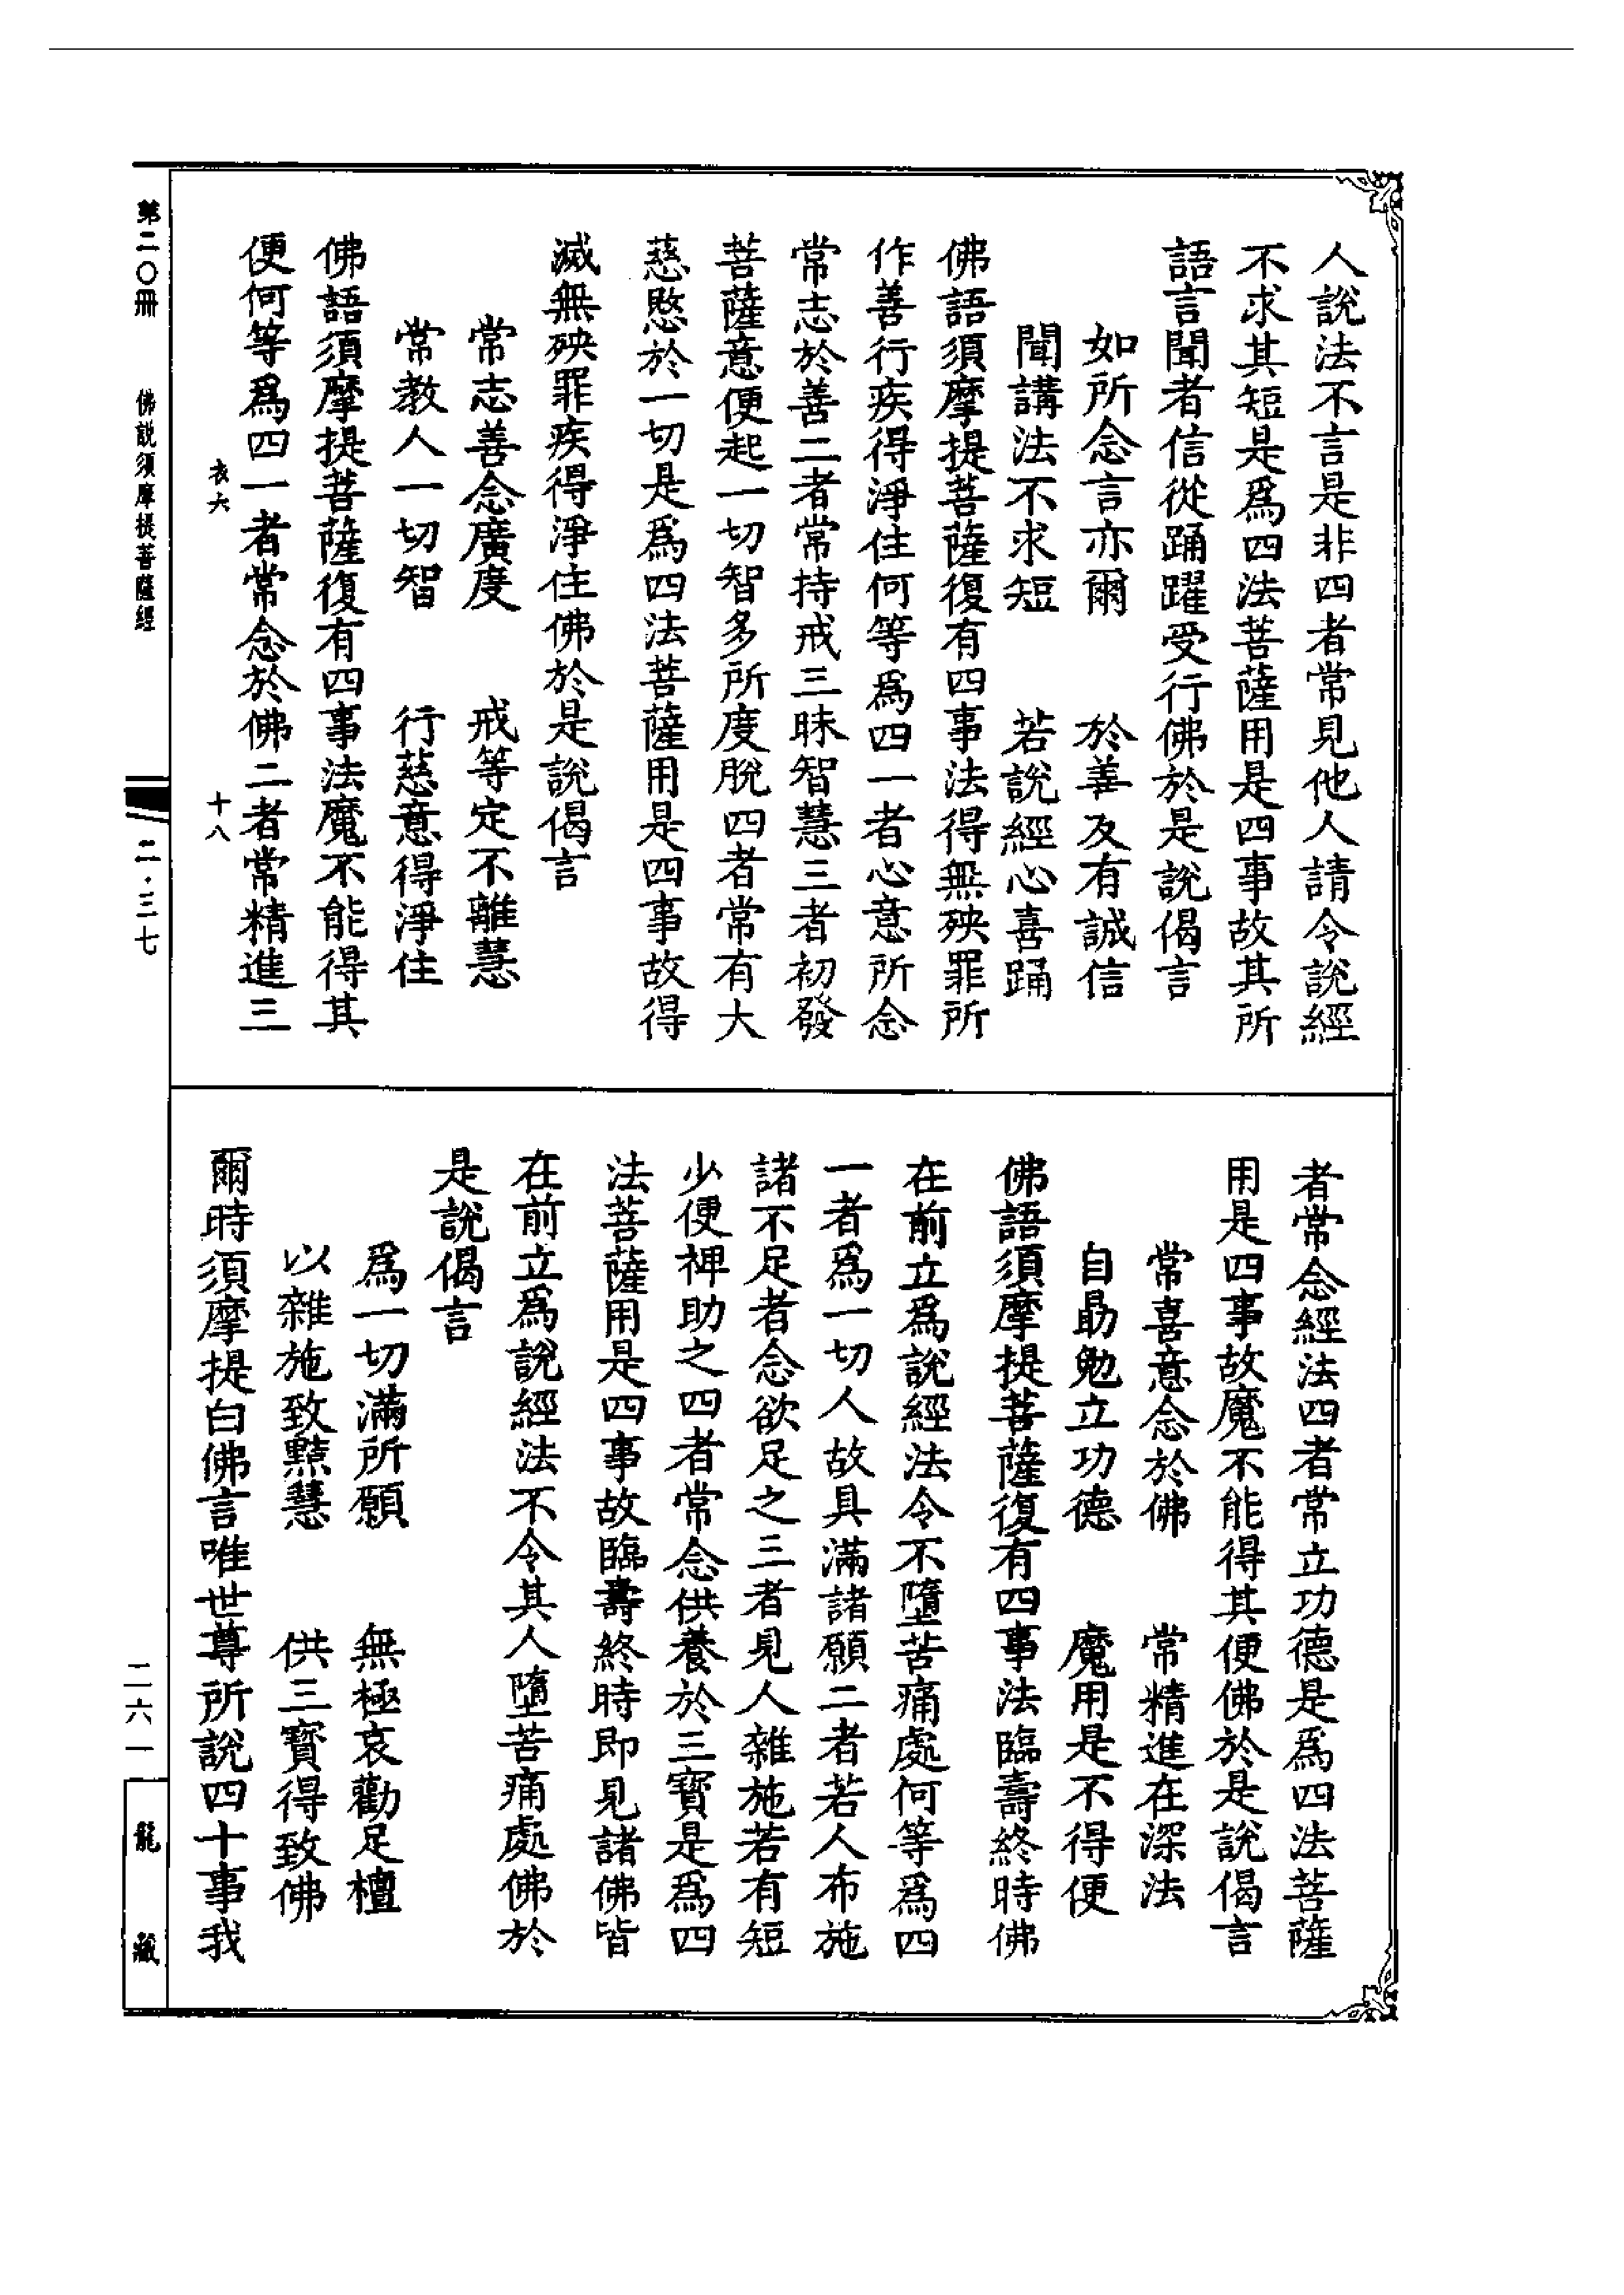 人說法不言是非四者常見他人請令說經
不求其短是爲四法菩薩用是四事故其所
語言聞者信從踊躍受行佛於是說偈言
如所念言亦爾　於善友有誠信
聞講法不求短　若說經心喜踊
佛語須摩提菩薩復有四事法得無殃罪所
作善行疾得淨住何等爲四一者心意所念
常志於善二者常持戒三昧智慧三者初發
菩薩意便起一切智多所度脫四者常有大
慈愍於一切是爲四法菩薩用是四事故得
滅無殃罪疾得淨住佛於是說偈言
常志善念廣度　戒等定不離慧
常教人一切智　行慈意得淨住
佛語須摩提菩薩復有四事法魔不能得其
便何等爲四一者常念於佛二者常精進三
衣六　十八
者常念經法四者常立功德是爲四法菩薩
用是四事故魔不能得其便佛於是說偈言
常喜意念於佛　常精進在深法
自勗勉立功德　魔用是不得便
佛語須摩提菩薩復有四事法臨壽終時佛
在前立爲說經法令不墮苦痛處何等爲四
一者爲一切人故具滿諸願二者若人布施
諸不足者念欲足之三者見人雜施若有短
少便裨助之四者常念供養於三寶是爲四
法菩薩用是四事故臨壽終時即見諸佛皆
在前立爲說經法不令其人墮苦痛處佛於
是說偈言
爲一切滿所願　無極哀勸足檀
以雜施致黠慧　供三寶得致佛
爾時須摩提白佛言唯世尊所說四十事我
第二〇冊　佛說須摩提菩薩經　二·三七
二六一　龍藏